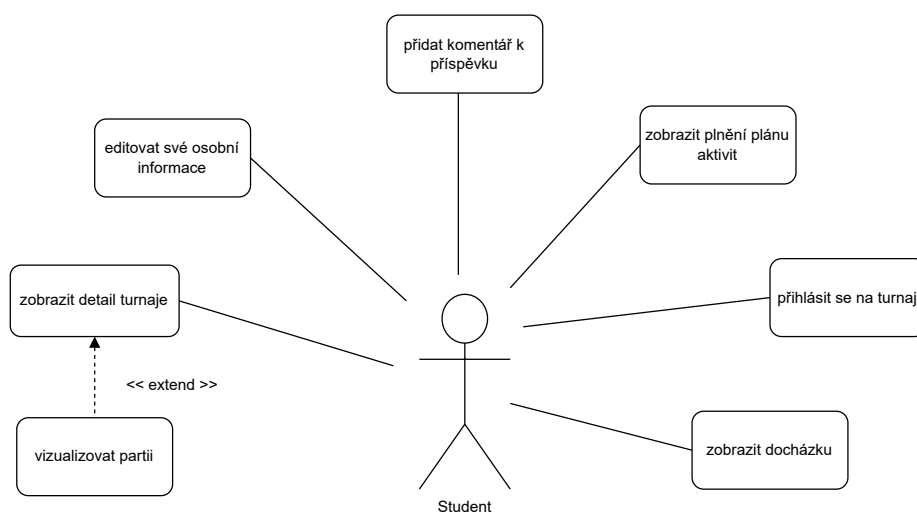 přidat komentář k
příspěvku
editovat své osobní
informace
zobrazit plnění plánu
aktivit
zobrazit detail turnaje
přihlásit se na turnaj
<< extend >>
vizualizovat partii
zobrazit docházku
Student